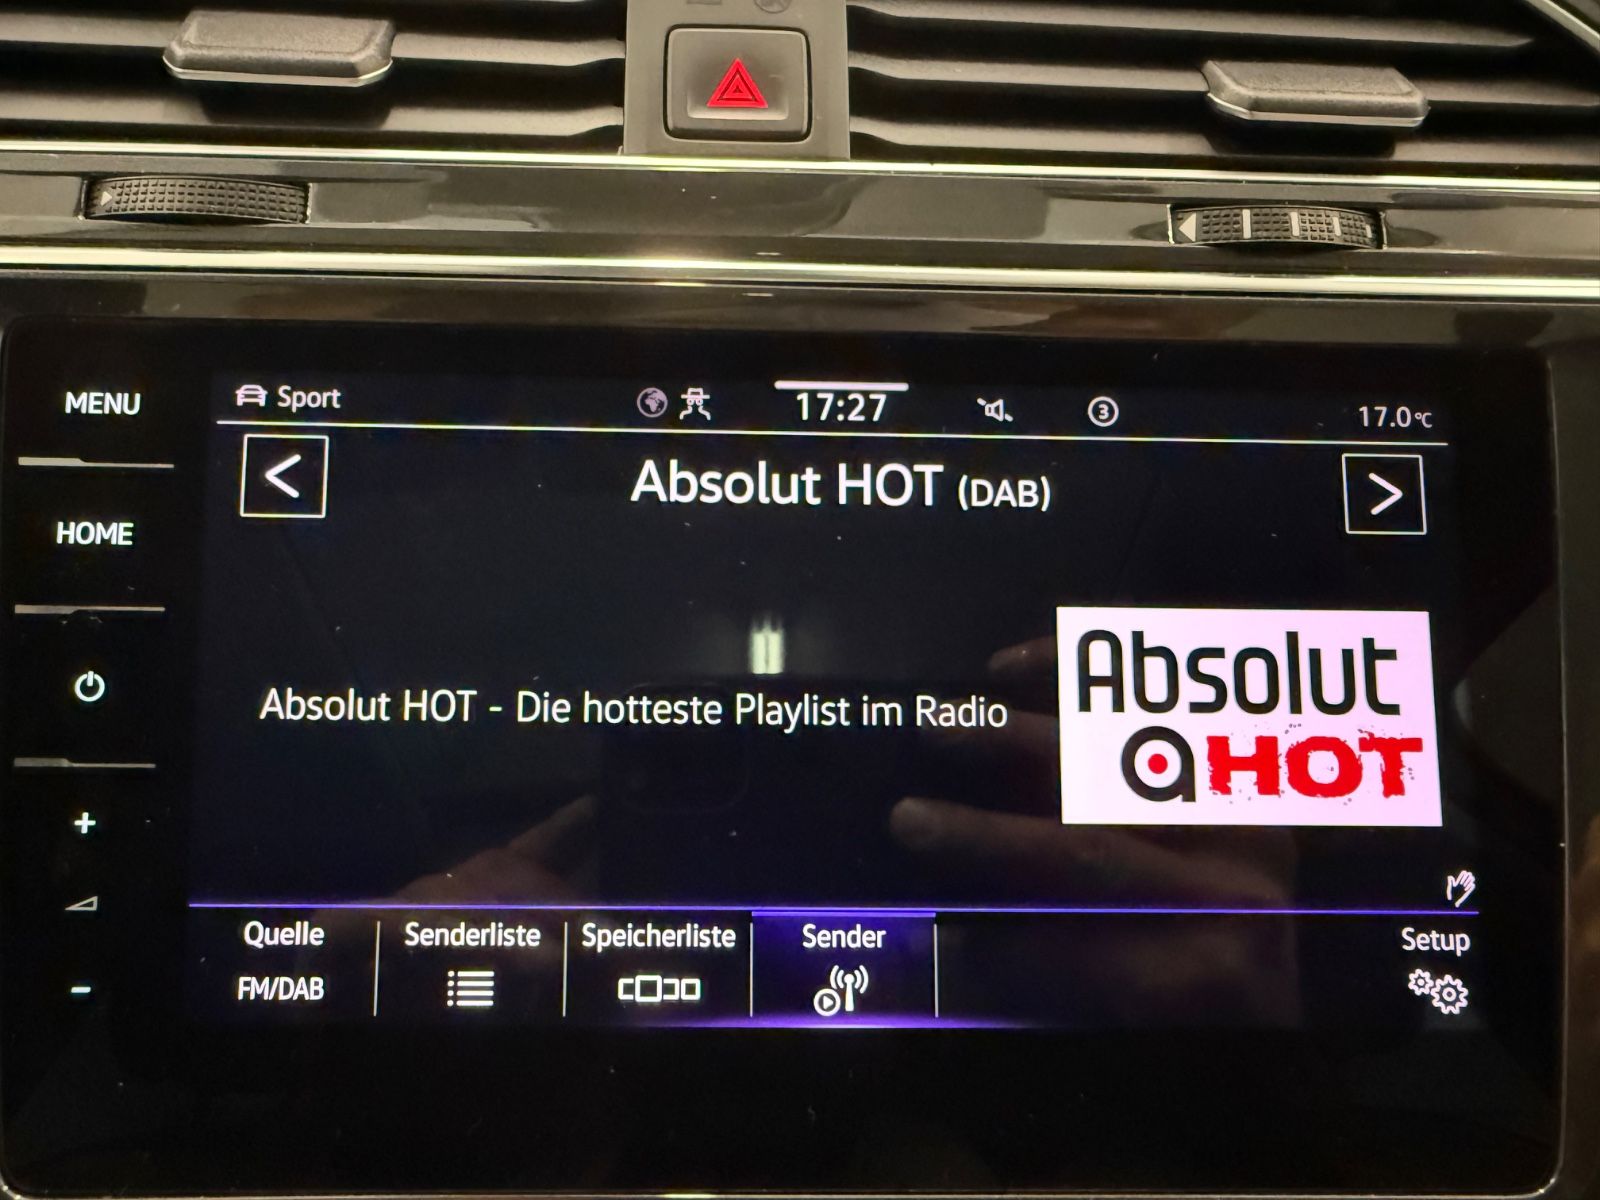 MENU
HOME
Sport
17:27
3
17.0°C
<
Absolut HOT (DAB)
>
Absolut HOT - Die hotteste Playlist im Radio
Absolut
a HOT
+
-
Quelle
FM/DAB
Senderliste
Speicherliste
Sender
Setup